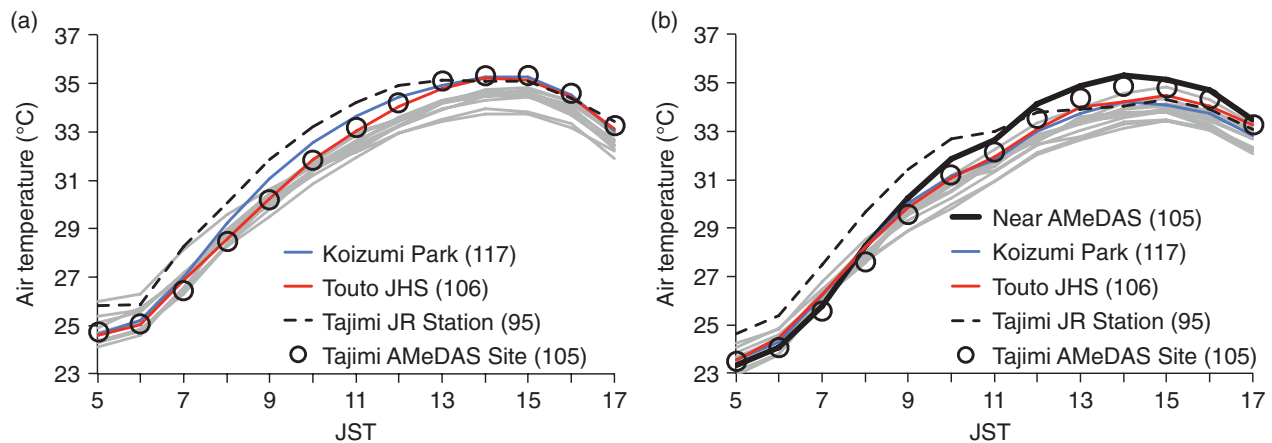 (a)
37
35
33
31
29
27
25
23
Air temperature (°C)
5
7
9
11
13
15
17
JST
Koizumi Park (117)
Touto JHS (106)
Tajimi JR Station (95)
Tajimi AMeDAS Site (105)
(b)
37
35
33
31
29
27
25
23
Air temperature (°C)
5
7
9
11
13
15
17
JST
Near AMeDAS (105)
Koizumi Park (117)
Touto JHS (106)
Tajimi JR Station (95)
Tajimi AMeDAS Site (105)